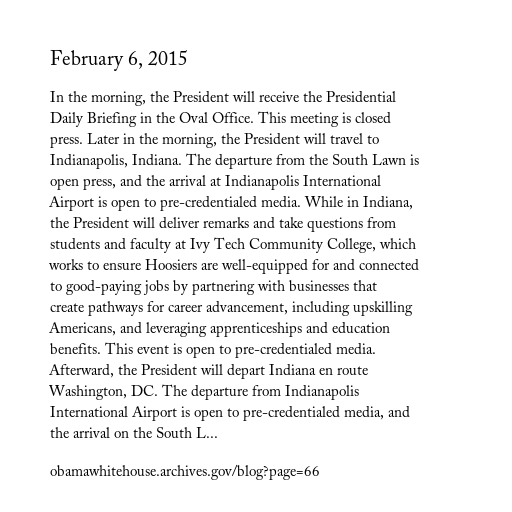 February 6, 2015
In the morning, the President will receive the Presidential
Daily Briefing in the Oval Office. This meeting is closed
press. Later in the morning, the President will travel to
Indianapolis, Indiana. The departure from the South Lawn is
open press, and the arrival at Indianapolis International
Airport is open to pre-credentialed media. While in Indiana,
the President will deliver remarks and take questions from
students and faculty at Ivy Tech Community College, which
works to ensure Hoosiers are well-equipped for and connected
to good-paying jobs by partnering with businesses that
create pathways for career advancement, including upskilling
Americans, and leveraging apprenticeships and education
benefits. This event is open to pre-credentialed media.
Afterward, the President will depart Indiana en route
Washington, DC. The departure from Indianapolis
International Airport is open to pre-credentialed media, and
the arrival on the South L...
obamawhitehouse.archives.gov/blog?page=66